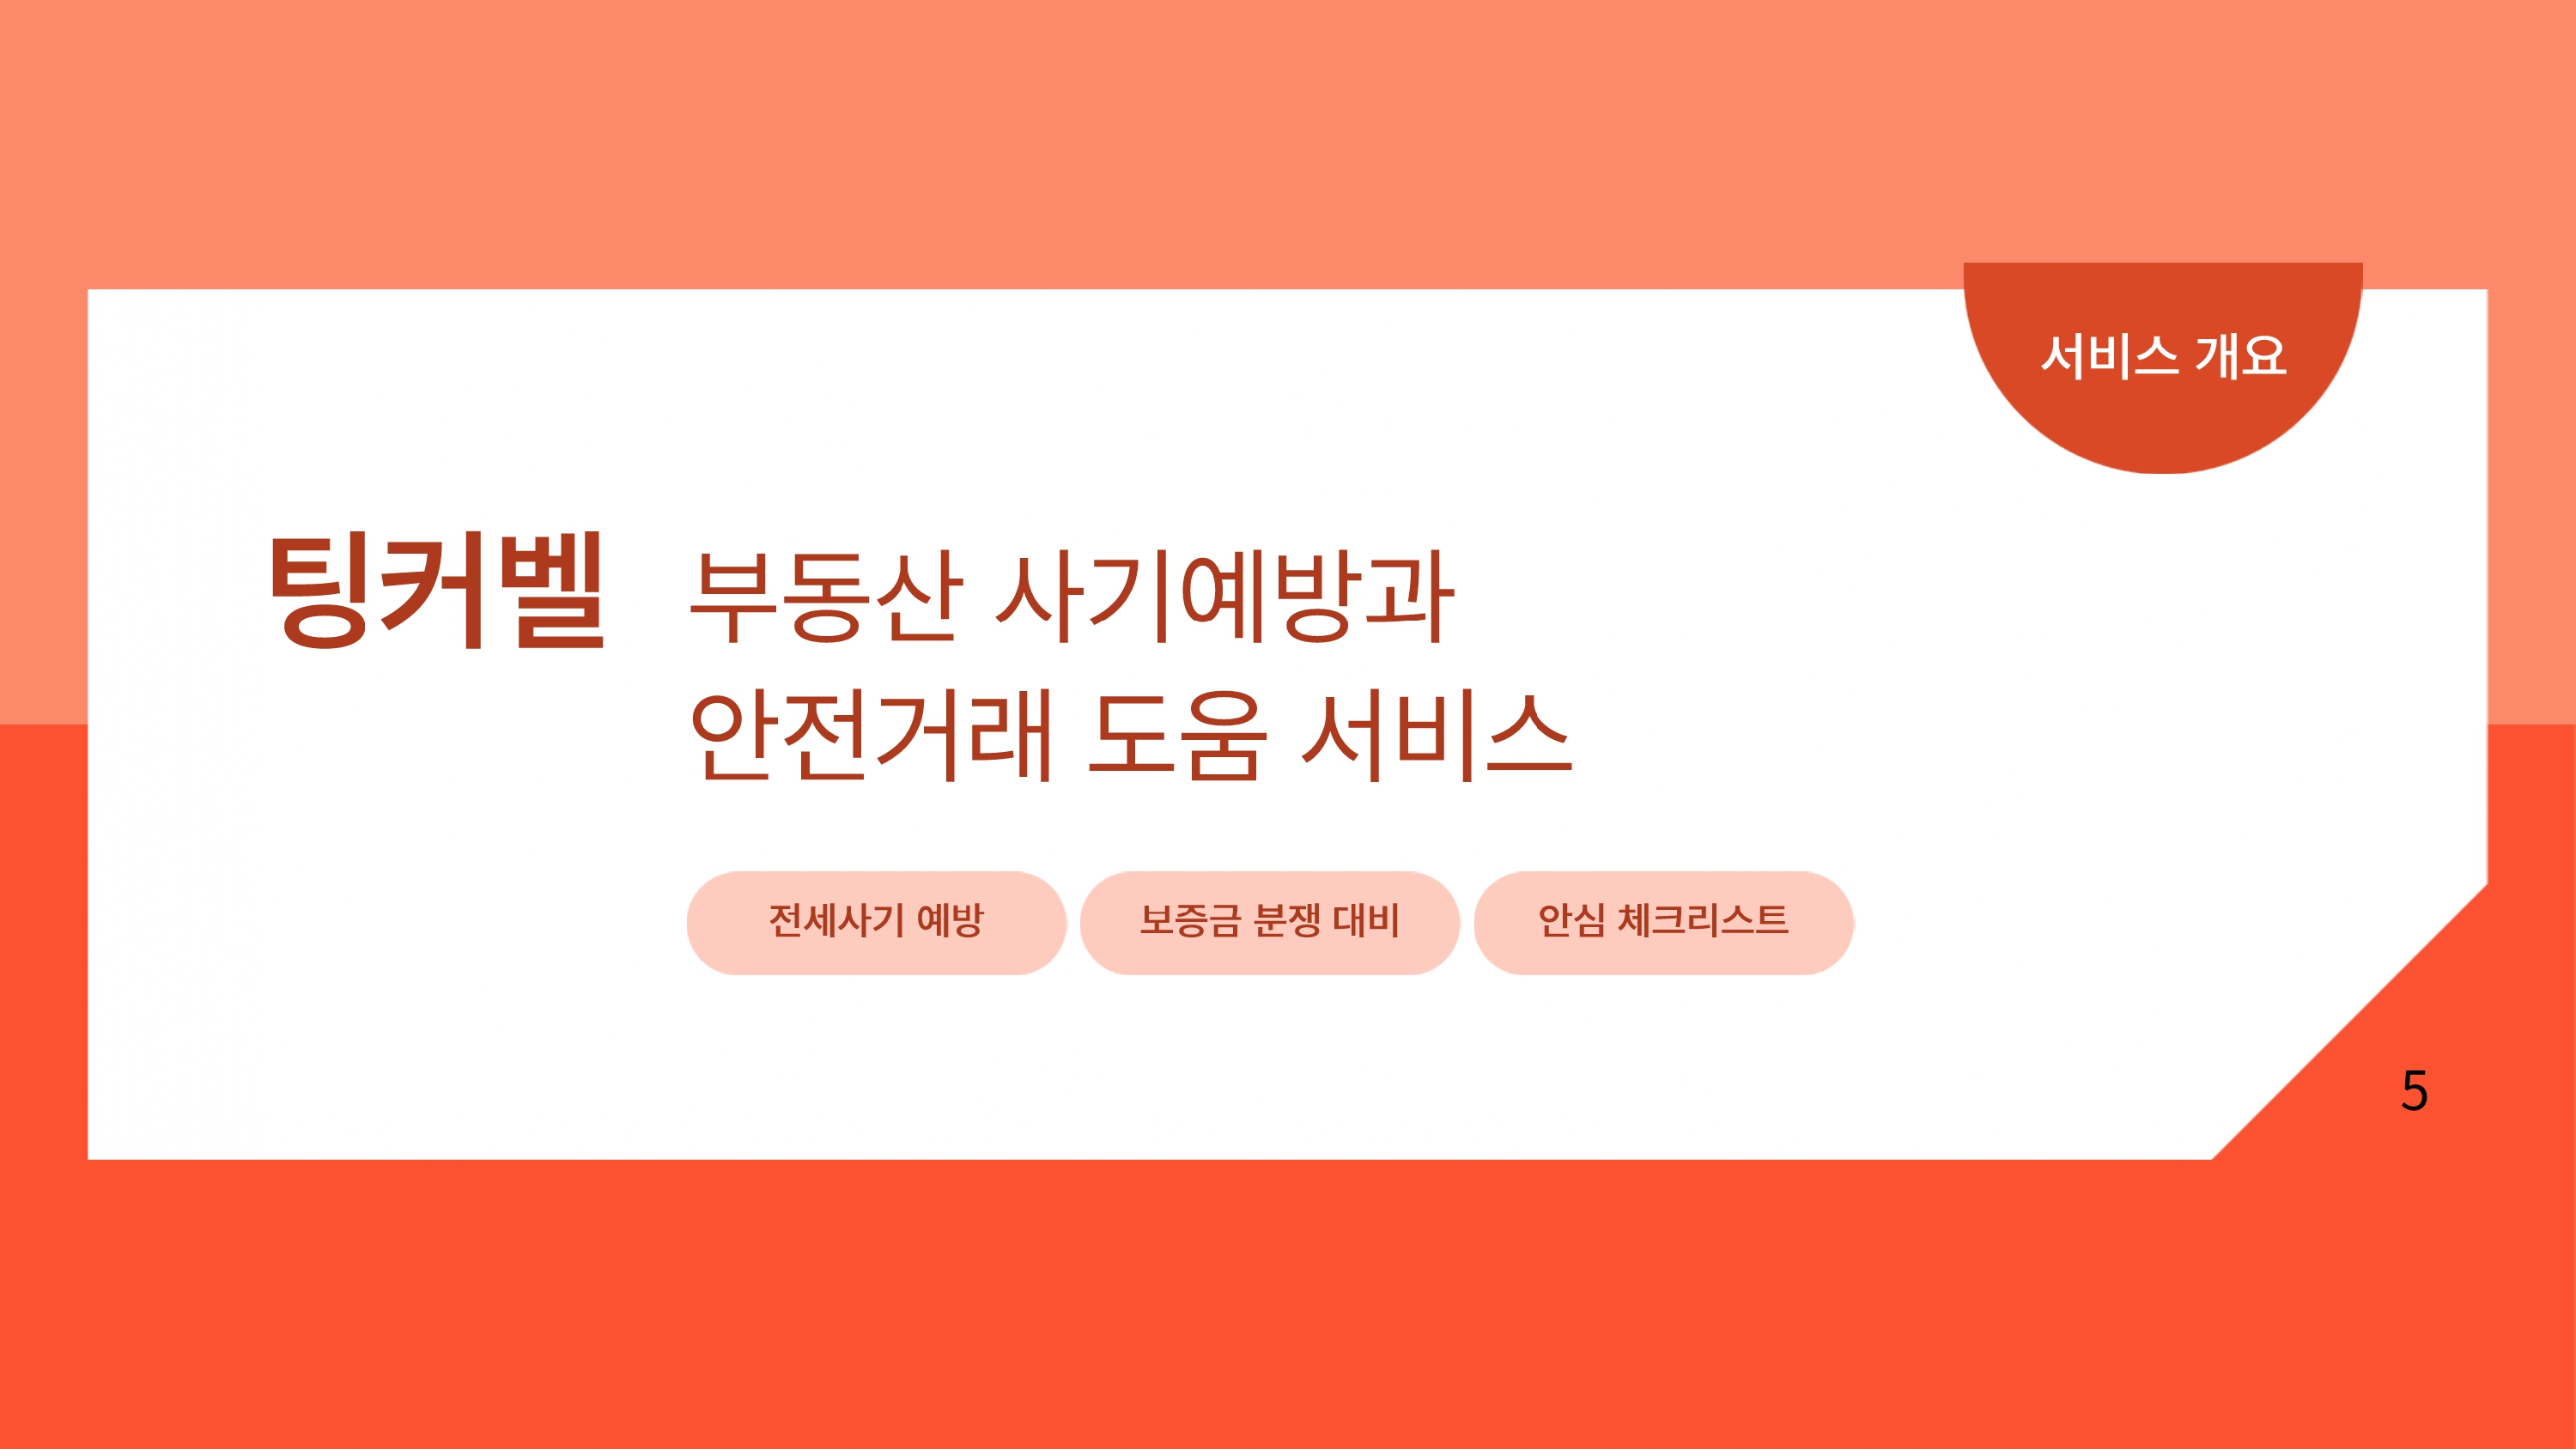 서비스 개요
팅커벨
부동산 사기예방과
안전거래 도움 서비스
전세사기 예방
보증금 분쟁 대비
안심 체크리스트
5